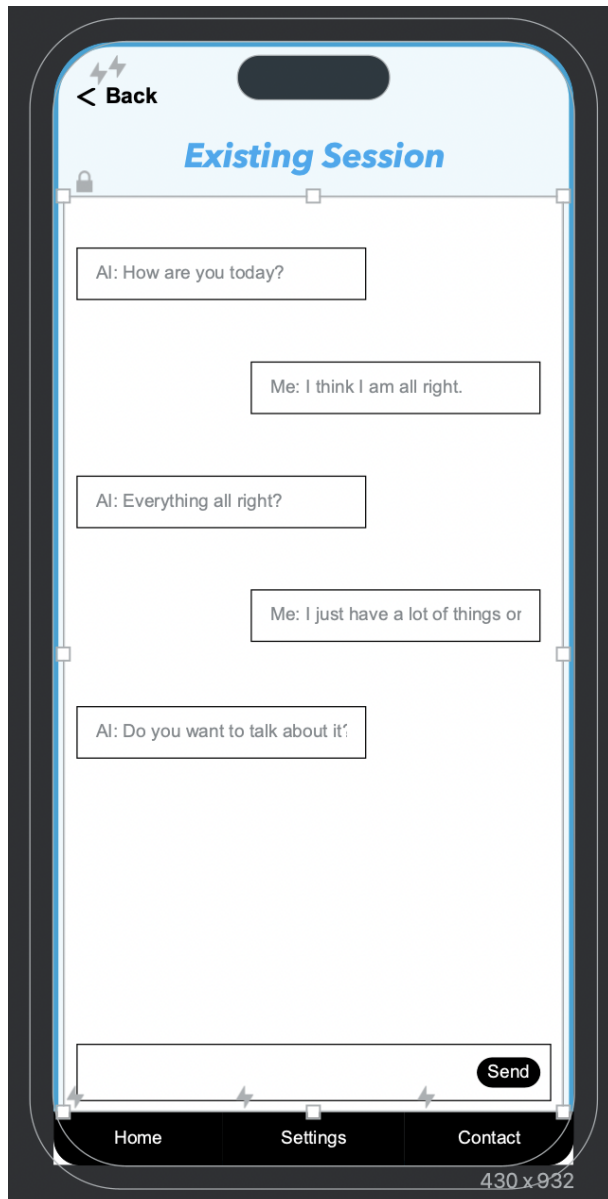 < Back
Existing Session
AI: How are you today?
Me: I think I am all right.
AI: Everything all right?
Me: I just have a lot of things
AI: Do you want to talk about it?
Send
Home Settings Contact
430 x 932